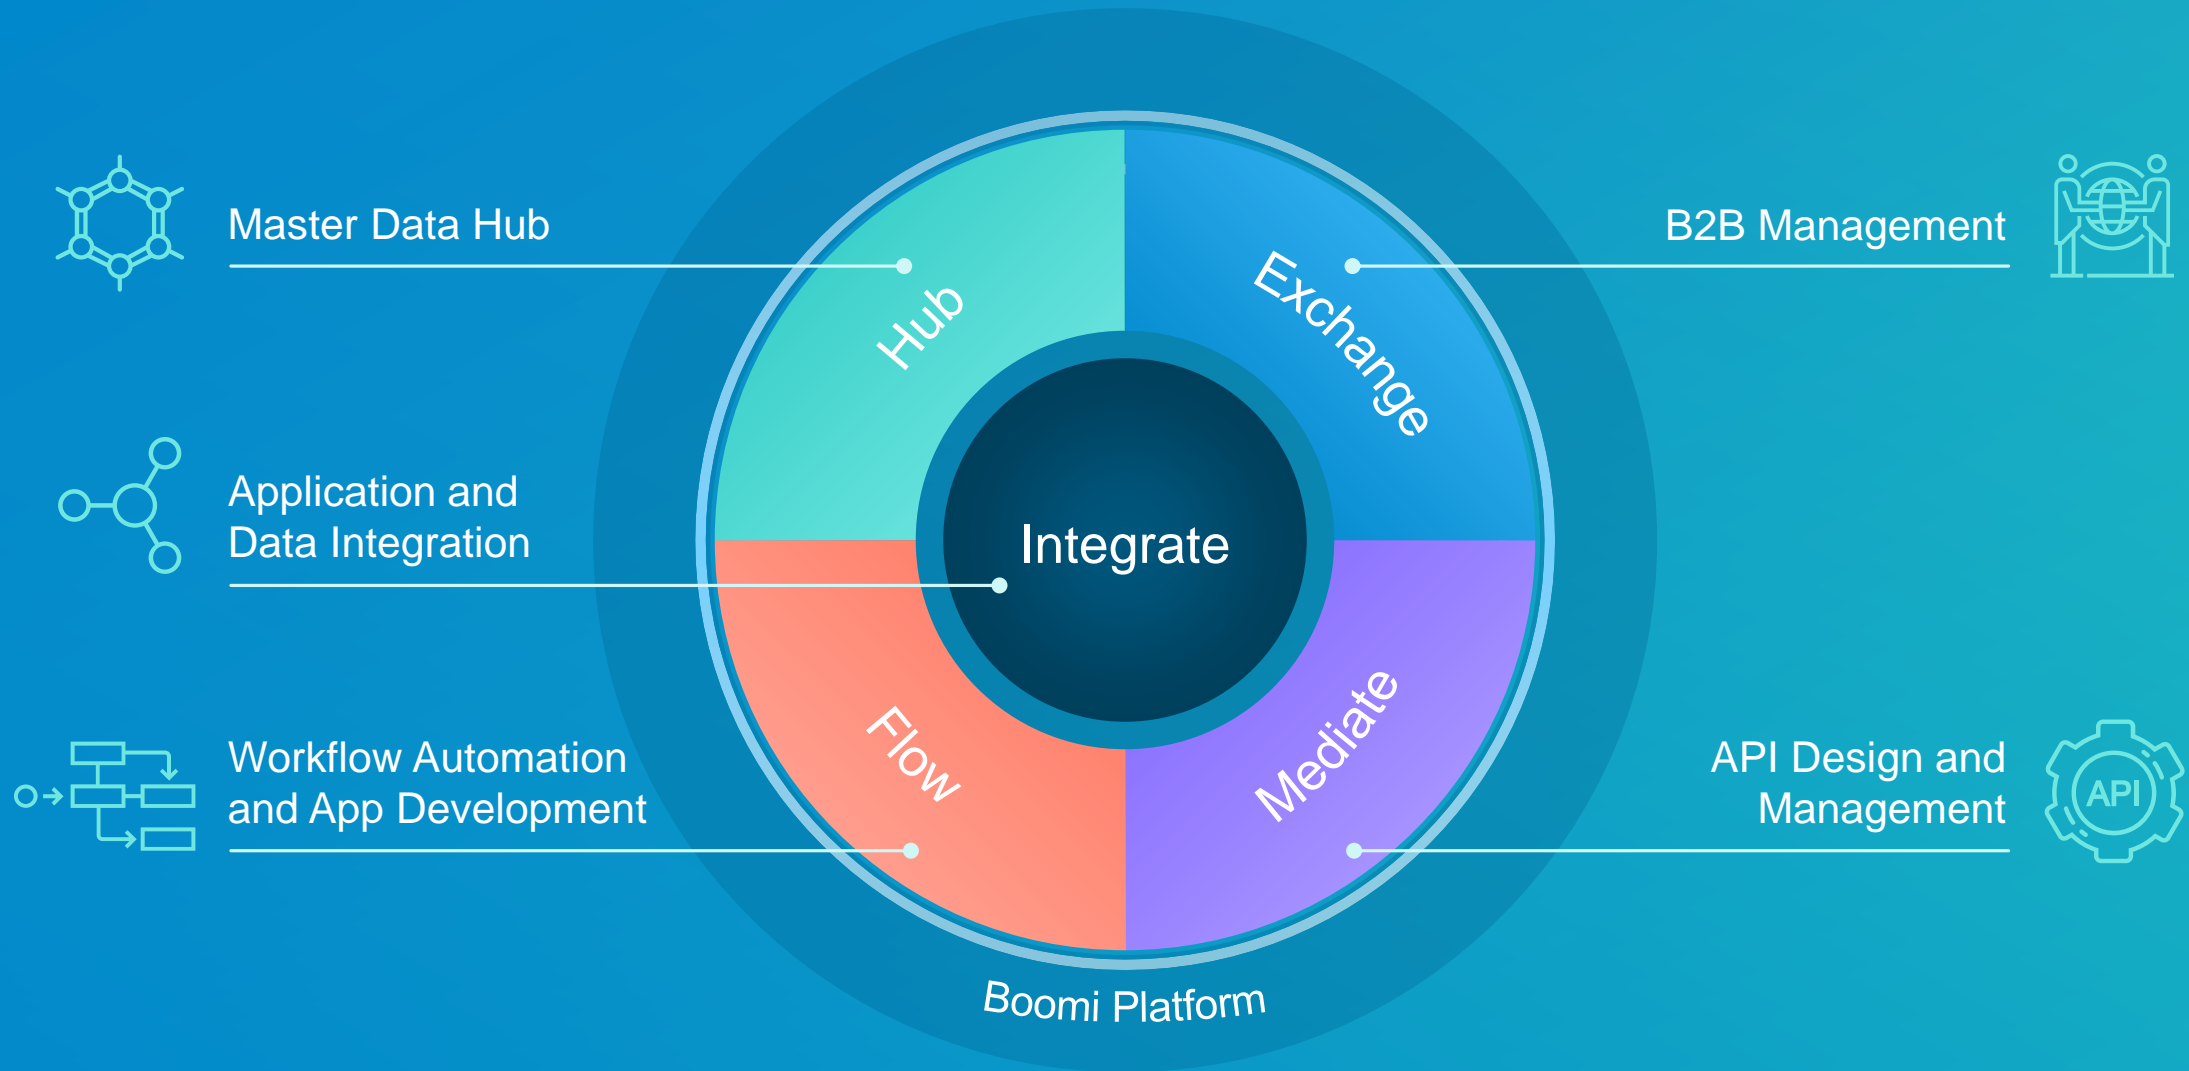 Master Data Hub
Application and
Data Integration
Workflow Automation
and App Development
Hub
Exchange
Integrate
Flow
Mediate
Boomi Platform
B2B Management
API Design and
Management
API